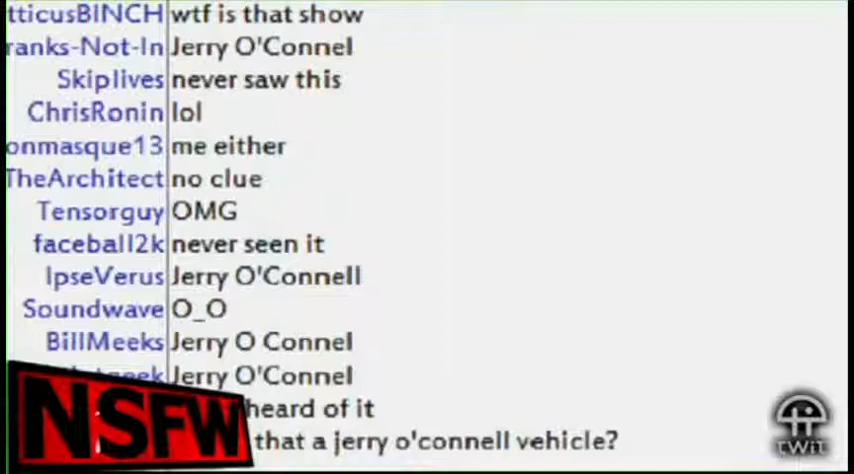 tticusBINCH wtf is that show
ranks-Not-In Jerry O'Connel
Skiplives never saw this
ChrisRonin lol
onmasque13 me either
TheArchitect no clue
Tensorguy OMG
faceball2k never seen it
IpseVerus Jerry O'Connell
Soundwave O_O
BillMeeks Jerry O Connel
eek Jerry O'Connel
heard of it
that a jerry o'connell vehicle?
NSFW
TWiT